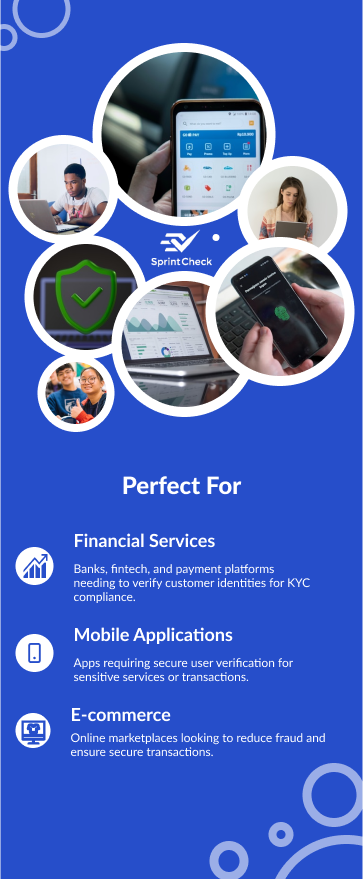 SprintCheck
Perfect For
Financial Services
Banks, fintech, and payment platforms
needing to verify customer identities for KYC
compliance.
Mobile Applications
Apps requiring secure user verification for
sensitive services or transactions.
E-commerce
Online marketplaces looking to reduce fraud and
ensure secure transactions.